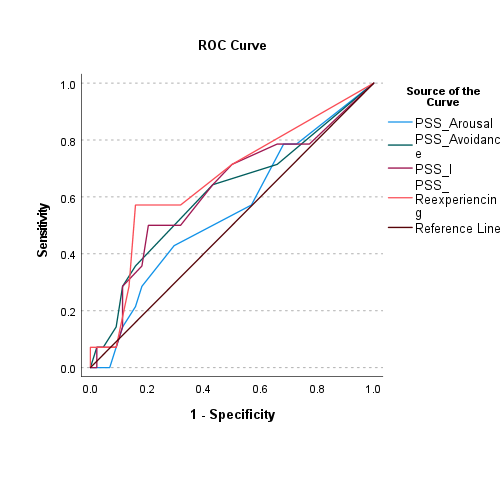 ROC Curve
1.0
0.8
0.6
0.4
0.2
0.0
Sensitivity
0.0 0.2 0.4 0.6 0.8 1.0
1 - Specificity
Source of the
Curve
PSS_Arousal
PSS_Avoidanc
e
PSS_I
PSS_
Reexperiencin
g
Reference Line